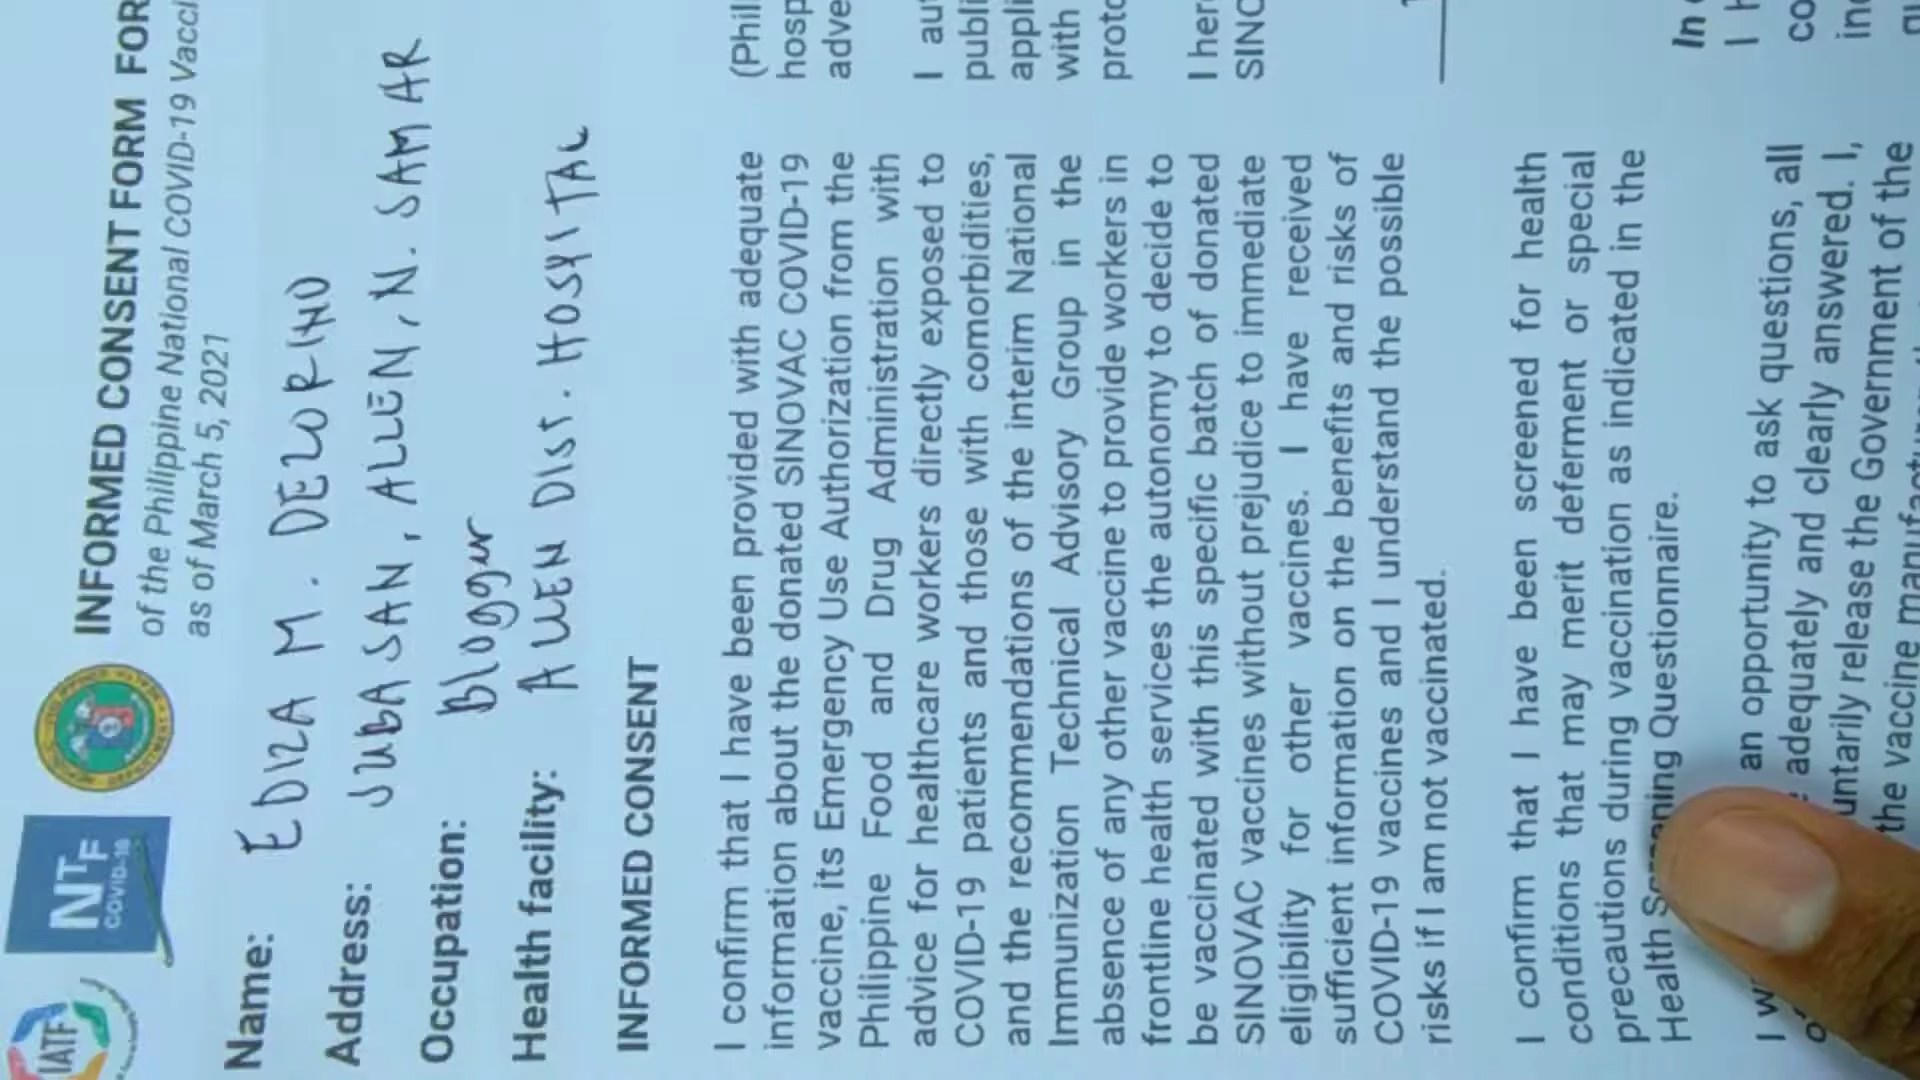 IATF
NTF
COVID-19
INFORMED CONSENT FORM FOR
of the Philippine National COVID-19 Vacci
as of March 5, 2021
Name: EDIZA M. DELORINO
Address: JUBASAN, ALLEN, N. SAMAR
Occupation: Blogger
Health facility: ALLEN DIST. HOSPITAL
INFORMED CONSENT
I confirm that I have been provided with adequate
information about the donated SINOVAC COVID-19
vaccine, its Emergency Use Authorization from the
Philippine Food and Drug Administration with
advice for healthcare workers directly exposed to
COVID-19 patients and those with comorbidities,
and the recommendations of the interim National
Immunization Technical Advisory Group in the
absence of any other vaccine to provide workers in
frontline health services the autonomy to decide to
be vaccinated with this specific batch of donated
SINOVAC vaccines without prejudice to immediate
eligibility for other vaccines. I have received
sufficient information on the benefits and risks of
COVID-19 vaccines and I understand the possible
risks if I am not vaccinated.
I confirm that I have been screened for health
conditions that may merit deferment or special
precautions during vaccination as indicated in the
Health Screening Questionnaire.
an opportunity to ask questions, all
adequately and clearly answered. I,
untarily release the Government of the
the vaccine manufactur
(Phili
hosp
adve
I aut
publi
appli
with
proto
I here
SINO
In
I h
co
in